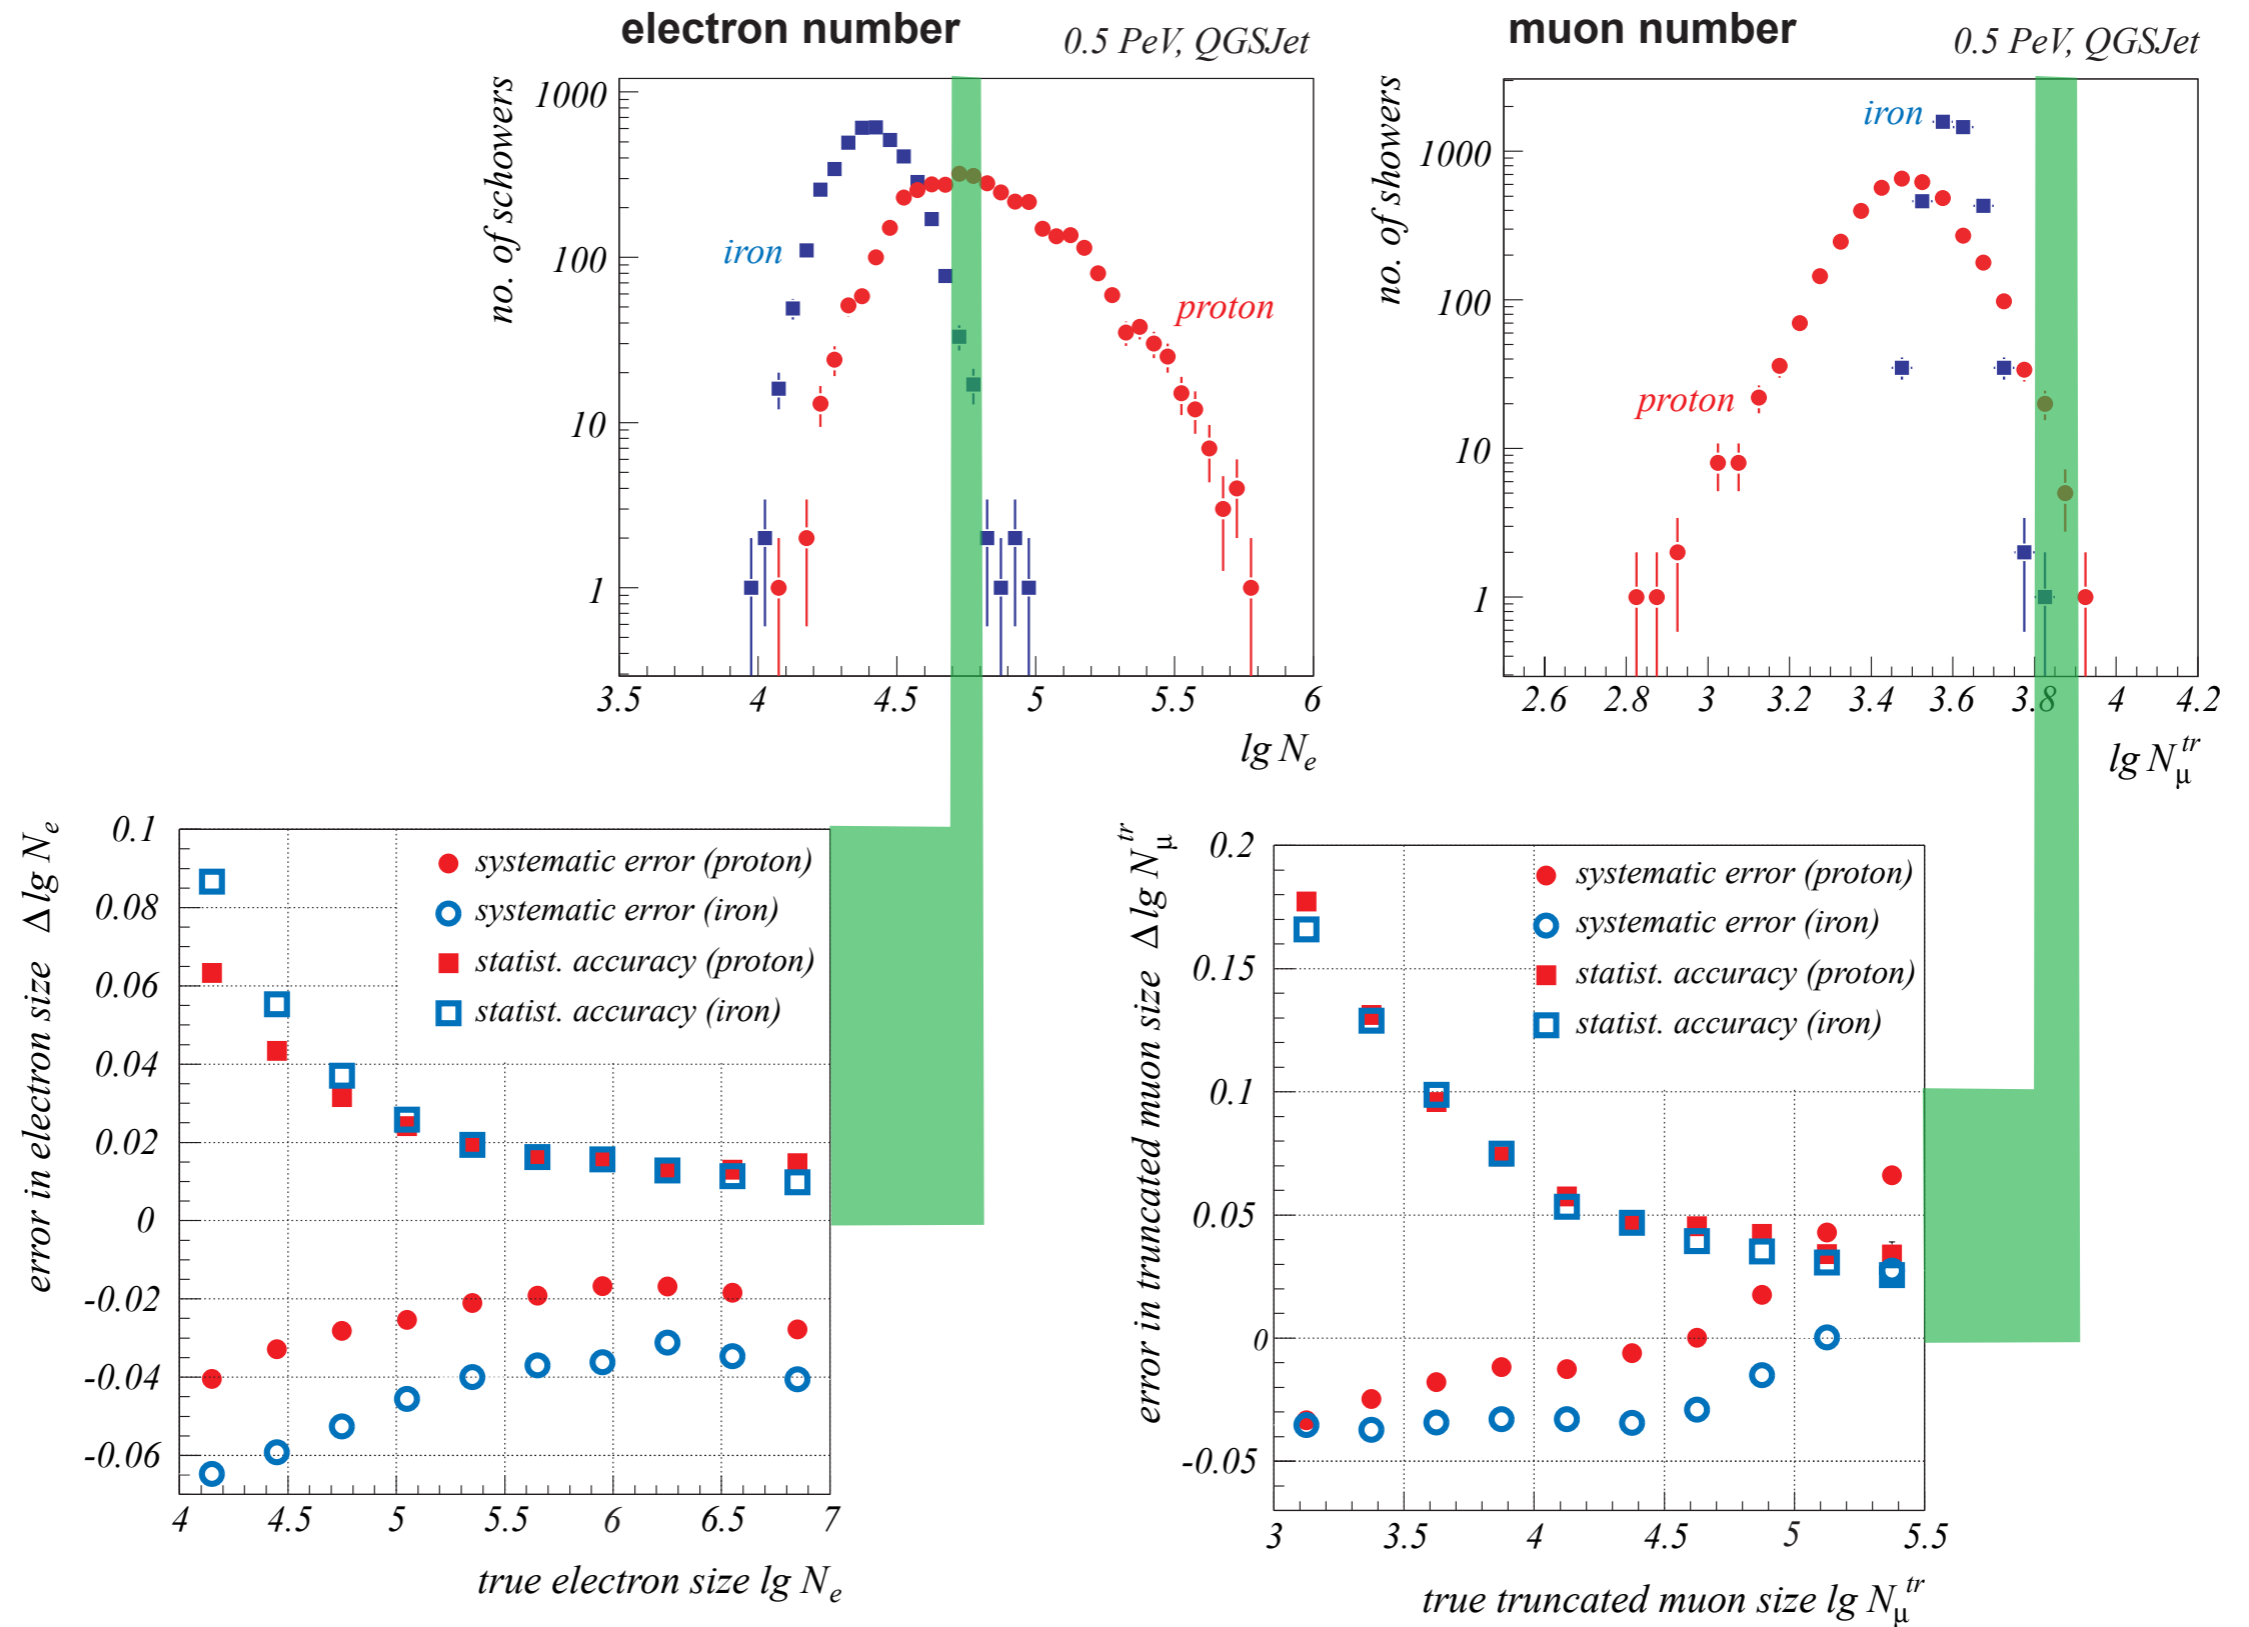 electron number
0.5 PeV, QGSJet
no. of schowers
1000
100
10
1
iron
proton
3.5 4 4.5 5 5.5 6
lg N_e
muon number
0.5 PeV, QGSJet
no. of showers
1000
100
10
1
iron
proton
2.6 2.8 3 3.2 3.4 3.6 3.8 4 4.2
lg N_μ^tr
error in electron size Δ lg N_e
0.1
0.08
0.06
0.04
0.02
0
-0.02
-0.04
-0.06
systematic error (proton)
systematic error (iron)
statist. accuracy (proton)
statist. accuracy (iron)
4 4.5 5 5.5 6 6.5 7
true electron size lg N_e
error in truncated muon size Δ lg N_μ^tr
0.2
0.15
0.1
0.05
0
-0.05
systematic error (proton)
systematic error (iron)
statist. accuracy (proton)
statist. accuracy (iron)
3 3.5 4 4.5 5 5.5
true truncated muon size lg N_μ^tr